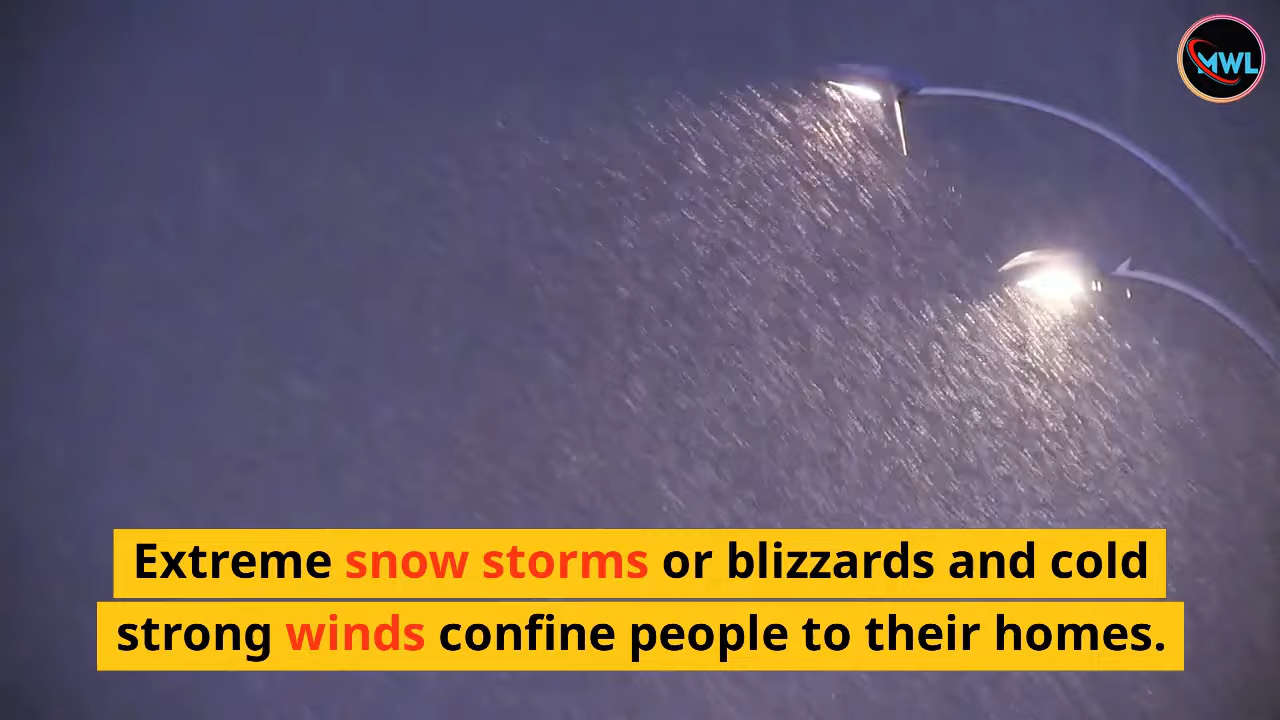 MWL
Extreme snow storms or blizzards and cold
strong winds confine people to their homes.